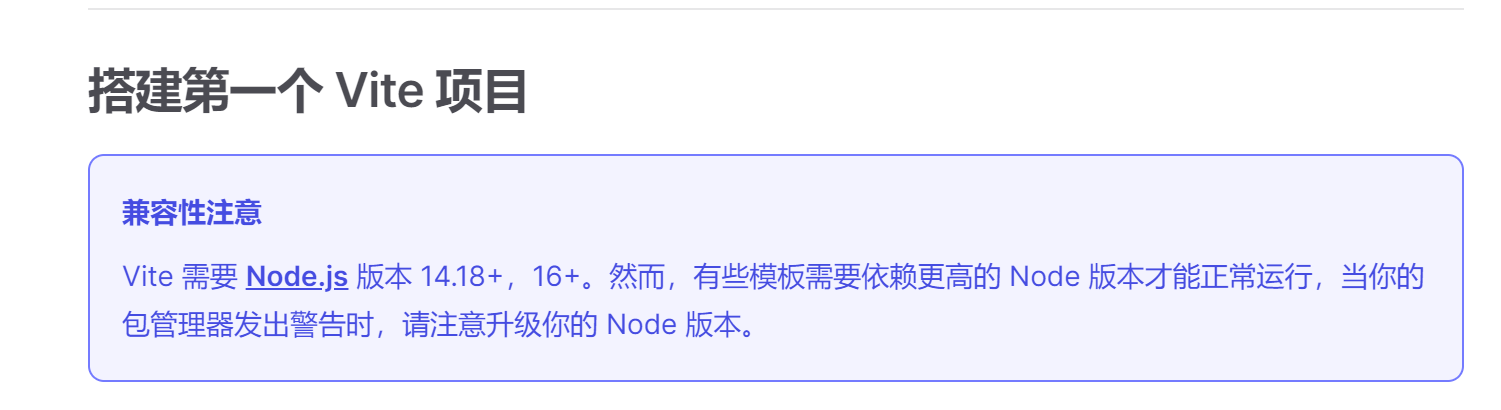 搭建第一个 Vite 项目
兼容性注意
Vite 需要 Node.js 版本 14.18+，16+。然而，有些模板需要依赖更高的 Node 版本才能正常运行，当你的
包管理器发出警告时，请注意升级你的 Node 版本。